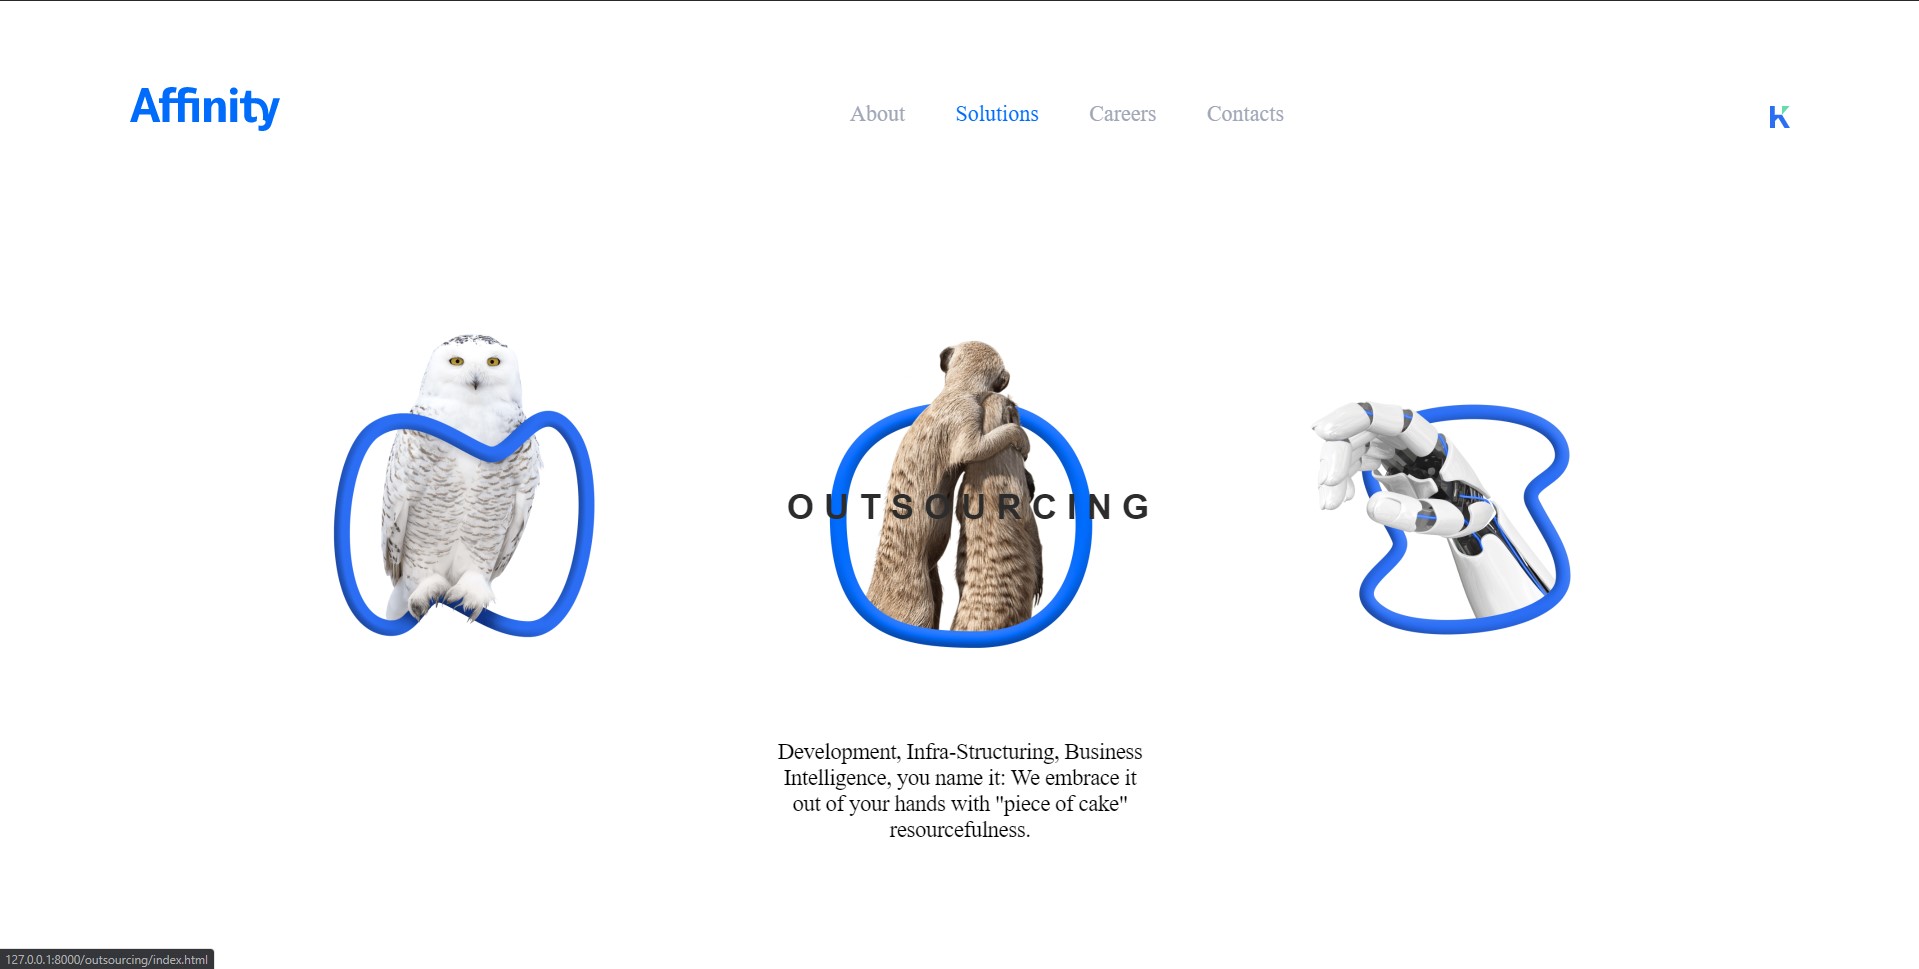 Affinity
About Solutions Careers Contacts
K
OUTSOURCING
Development, Infra-Structuring, Business
Intelligence, you name it: We embrace it
out of your hands with "piece of cake"
resourcefulness.
127.0.0.1:8000/outsourcing/index.html